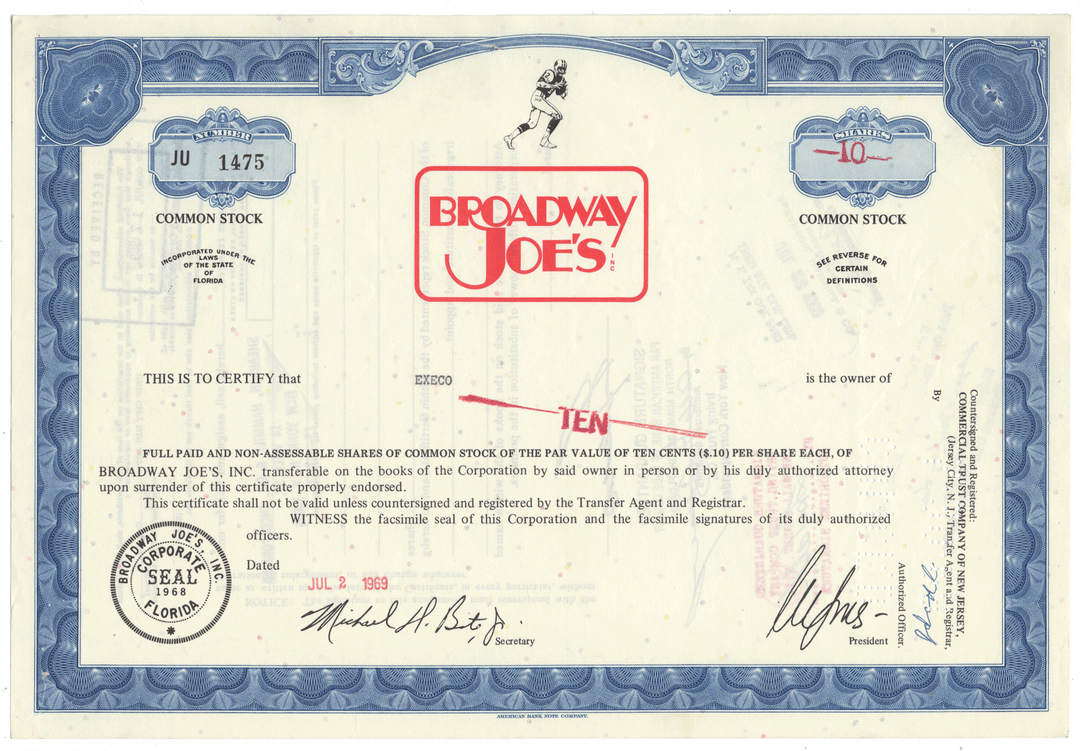 NUMBER
JU 1475
COMMON STOCK
INCORPORATED UNDER THE
LAWS
OF THE STATE
OF
FLORIDA
BROADWAY
JOE'S INC
SHARES
—10—
COMMON STOCK
SEE REVERSE FOR
CERTAIN
DEFINITIONS
THIS IS TO CERTIFY that EXECO is the owner of
TEN
FULL PAID AND NON-ASSESSABLE SHARES OF COMMON STOCK OF THE PAR VALUE OF TEN CENTS ($.10) PER SHARE EACH, OF
BROADWAY JOE'S, INC. transferable on the books of the Corporation by said owner in person or by his duly authorized attorney
upon surrender of this certificate properly endorsed.
This certificate shall not be valid unless countersigned and registered by the Transfer Agent and Registrar.
WITNESS the facsimile seal of this Corporation and the facsimile signatures of its duly authorized
officers.
Dated
JUL 2 1969
BROADWAY JOE'S, INC.
CORPORATE
SEAL
1968
FLORIDA
Michael H.
Secretary
President
Countersigned and Registered:
COMMERCIAL TRUST COMPANY OF NEW JERSEY,
(Jersey City, N. J.) Transfer Agent and Registrar,
By
Authorized Officer.
AMERICAN BANK NOTE COMPANY.